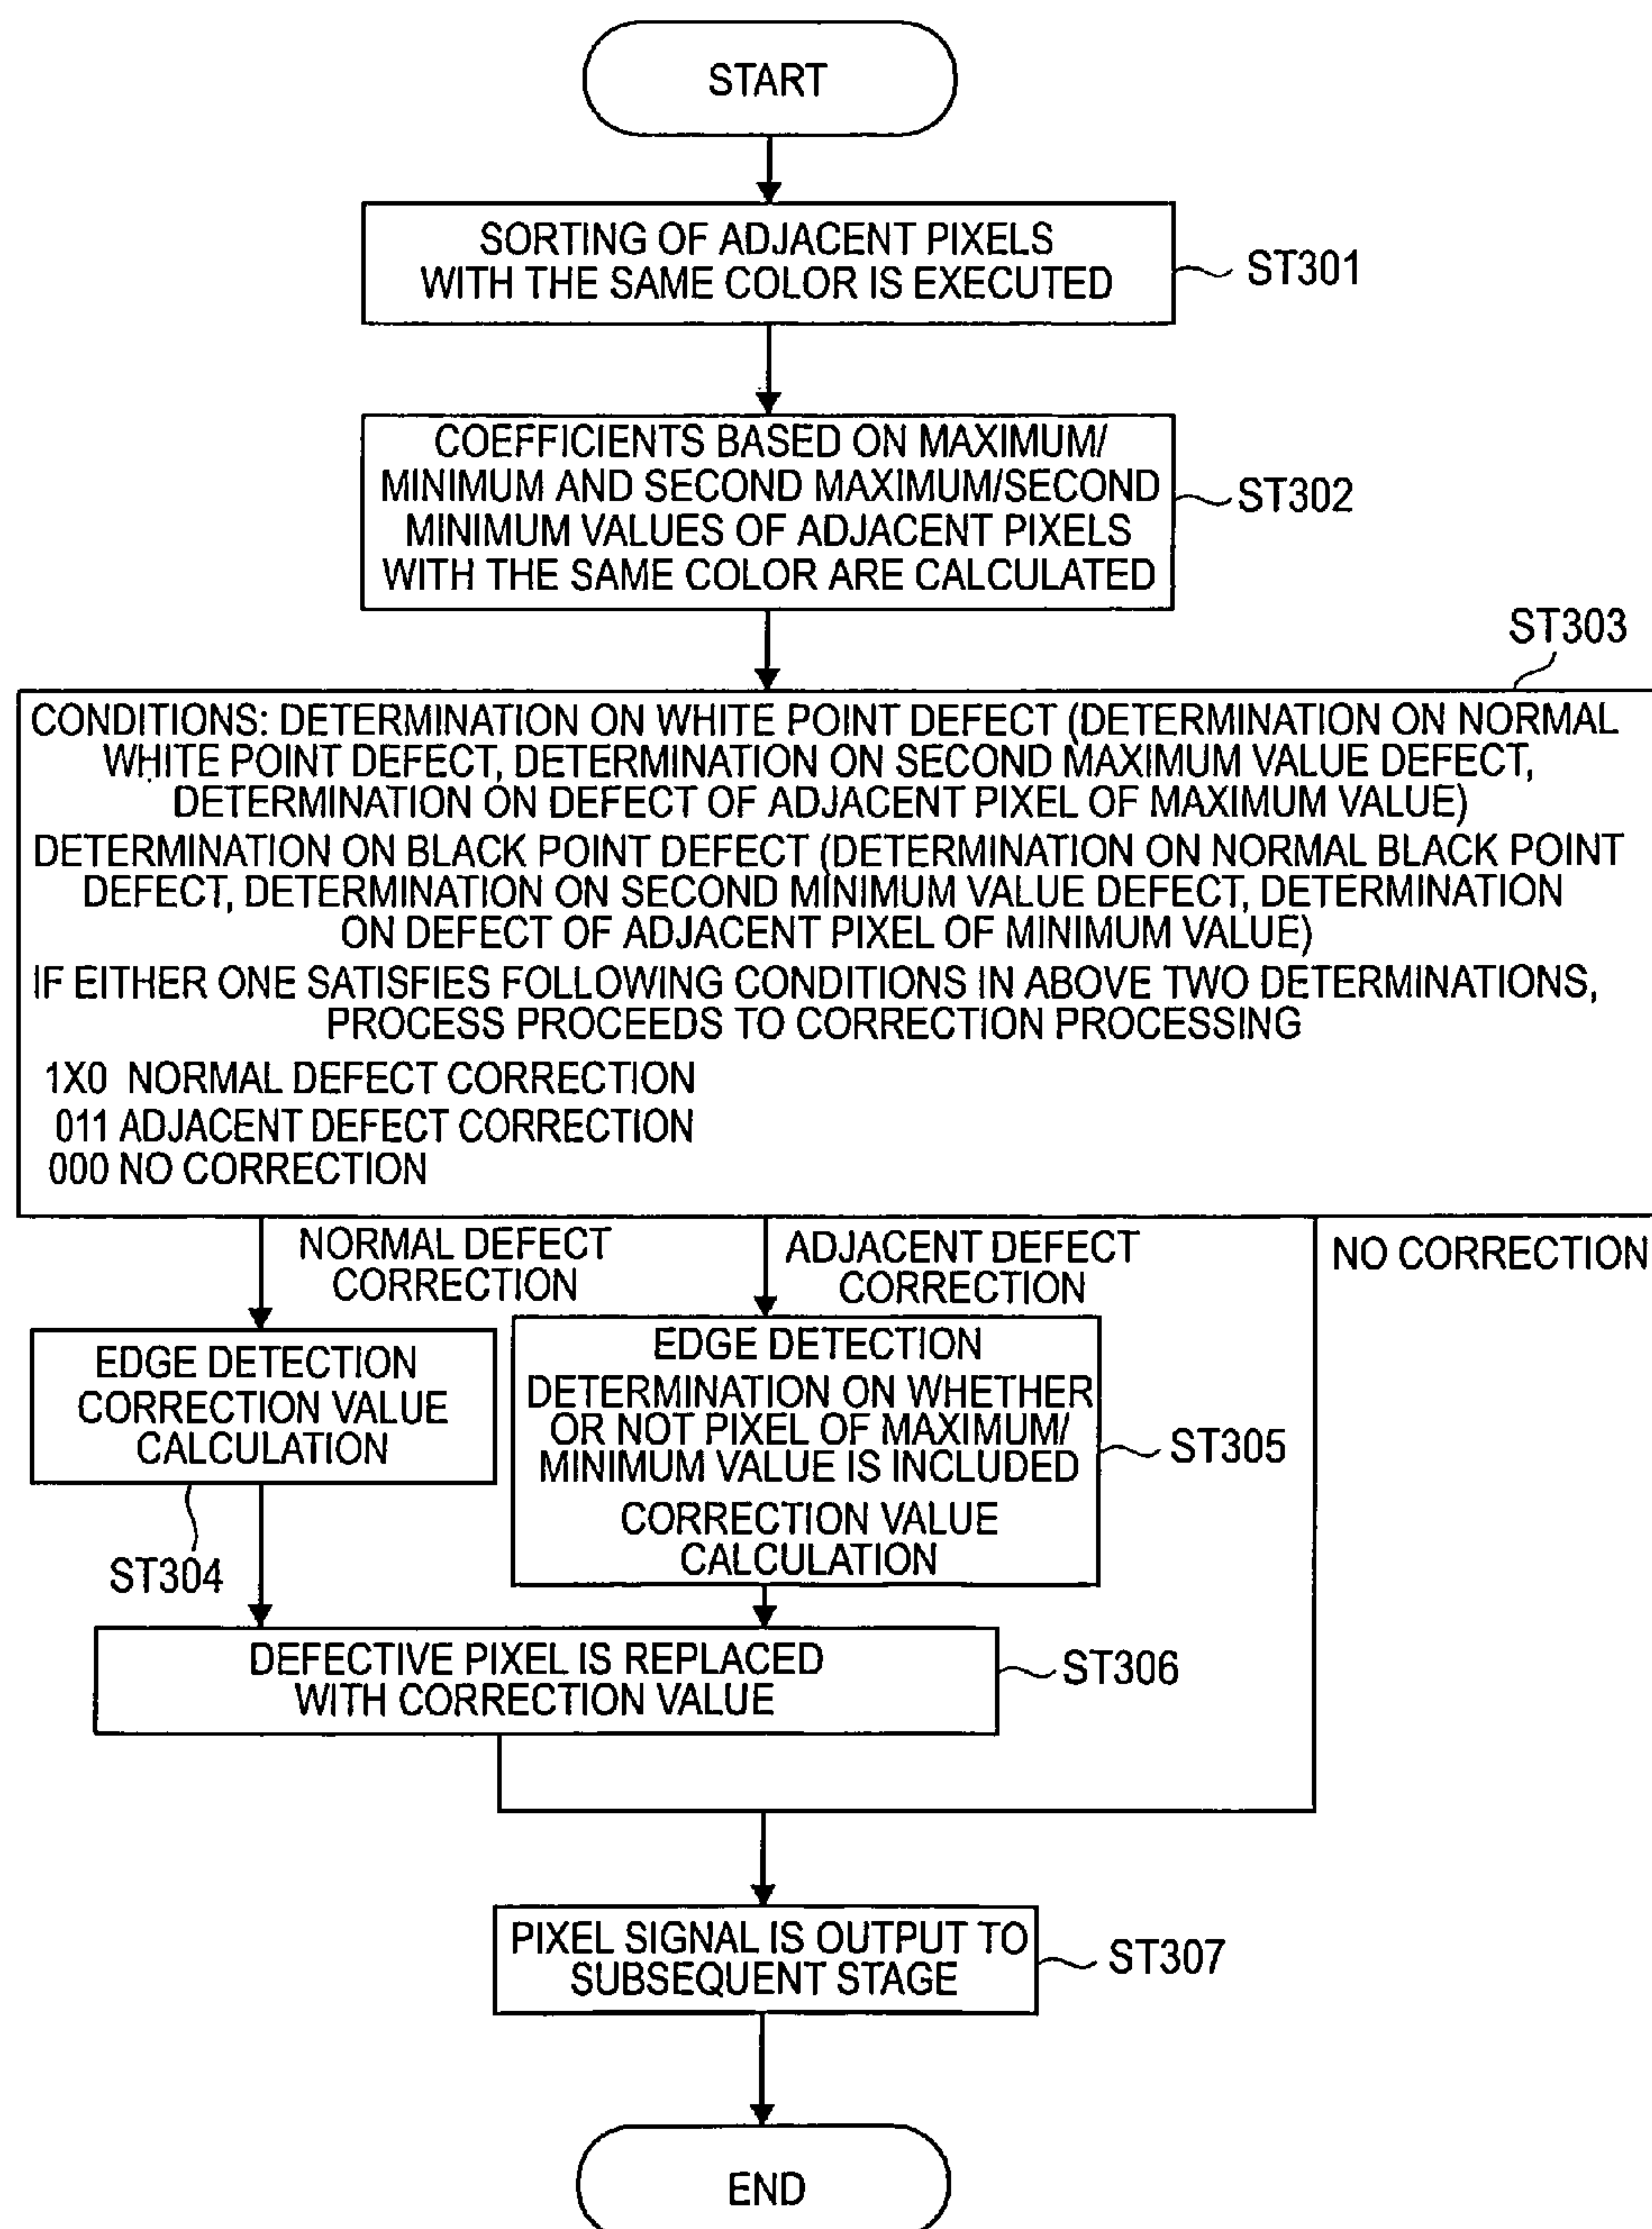 START
SORTING OF ADJACENT PIXELS
WITH THE SAME COLOR IS EXECUTED
ST301
COEFFICIENTS BASED ON MAXIMUM/
MINIMUM AND SECOND MAXIMUM/SECOND
MINIMUM VALUES OF ADJACENT PIXELS
WITH THE SAME COLOR ARE CALCULATED
ST302
ST303
CONDITIONS: DETERMINATION ON WHITE POINT DEFECT (DETERMINATION ON NORMAL
WHITE POINT DEFECT, DETERMINATION ON SECOND MAXIMUM VALUE DEFECT,
DETERMINATION ON DEFECT OF ADJACENT PIXEL OF MAXIMUM VALUE)
DETERMINATION ON BLACK POINT DEFECT (DETERMINATION ON NORMAL BLACK POINT
DEFECT, DETERMINATION ON SECOND MINIMUM VALUE DEFECT, DETERMINATION
ON DEFECT OF ADJACENT PIXEL OF MINIMUM VALUE)
IF EITHER ONE SATISFIES FOLLOWING CONDITIONS IN ABOVE TWO DETERMINATIONS,
PROCESS PROCEEDS TO CORRECTION PROCESSING
1X0 NORMAL DEFECT CORRECTION
011 ADJACENT DEFECT CORRECTION
000 NO CORRECTION
NORMAL DEFECT
CORRECTION
ADJACENT DEFECT
CORRECTION
NO CORRECTION
EDGE DETECTION
CORRECTION VALUE
CALCULATION
ST304
EDGE DETECTION
DETERMINATION ON WHETHER
OR NOT PIXEL OF MAXIMUM/
MINIMUM VALUE IS INCLUDED
CORRECTION VALUE
CALCULATION
ST305
DEFECTIVE PIXEL IS REPLACED
WITH CORRECTION VALUE
ST306
PIXEL SIGNAL IS OUTPUT TO
SUBSEQUENT STAGE
ST307
END